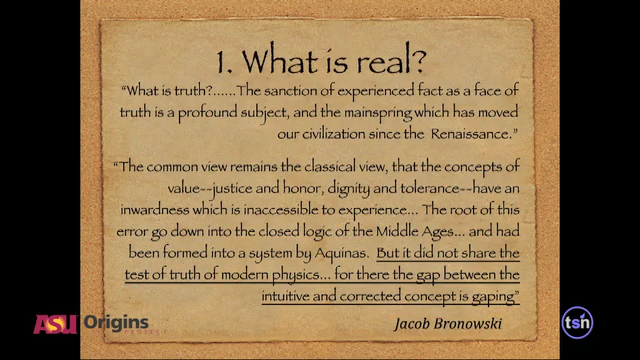 1. What is real?
"What is truth?......The sanction of experienced fact as a face of
truth is a profound subject, and the mainspring which has moved
our civilization since the Renaissance."
"The common view remains the classical view, that the concepts of
value--justice and honor, dignity and tolerance--have an
inwardness which is inaccessible to experience... The root of this
error go down into the closed logic of the Middle Ages... and had
been formed into a system by Aquinas. But it did not share the
test of truth of modern physics... for there the gap between the
intuitive and corrected concept is gaping"
Jacob Bronowski
ASU Origins
PROJECT
tsn